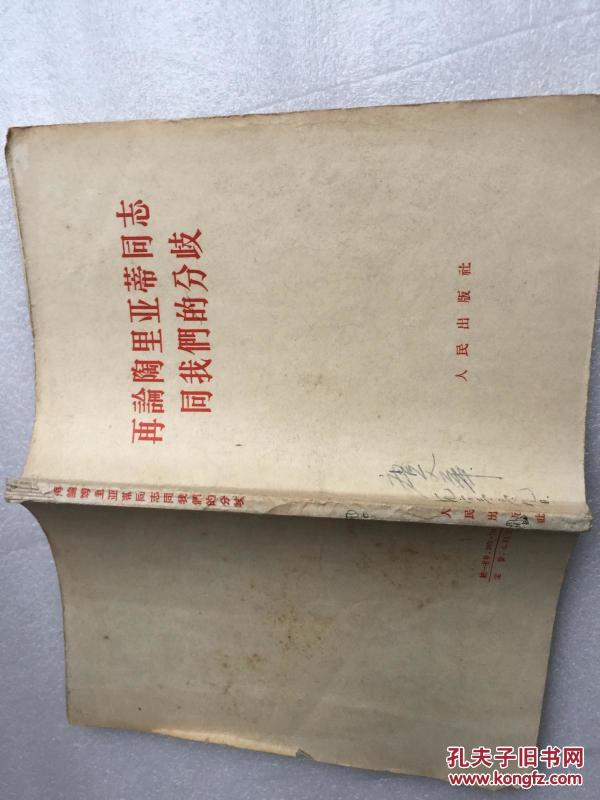 再論陶里亚蒂同志
同我們的分歧
人民出版社
再論陶里亚蒂同志同我們的分歧
人民出版社
孔夫子旧书网
www.kongfz.com